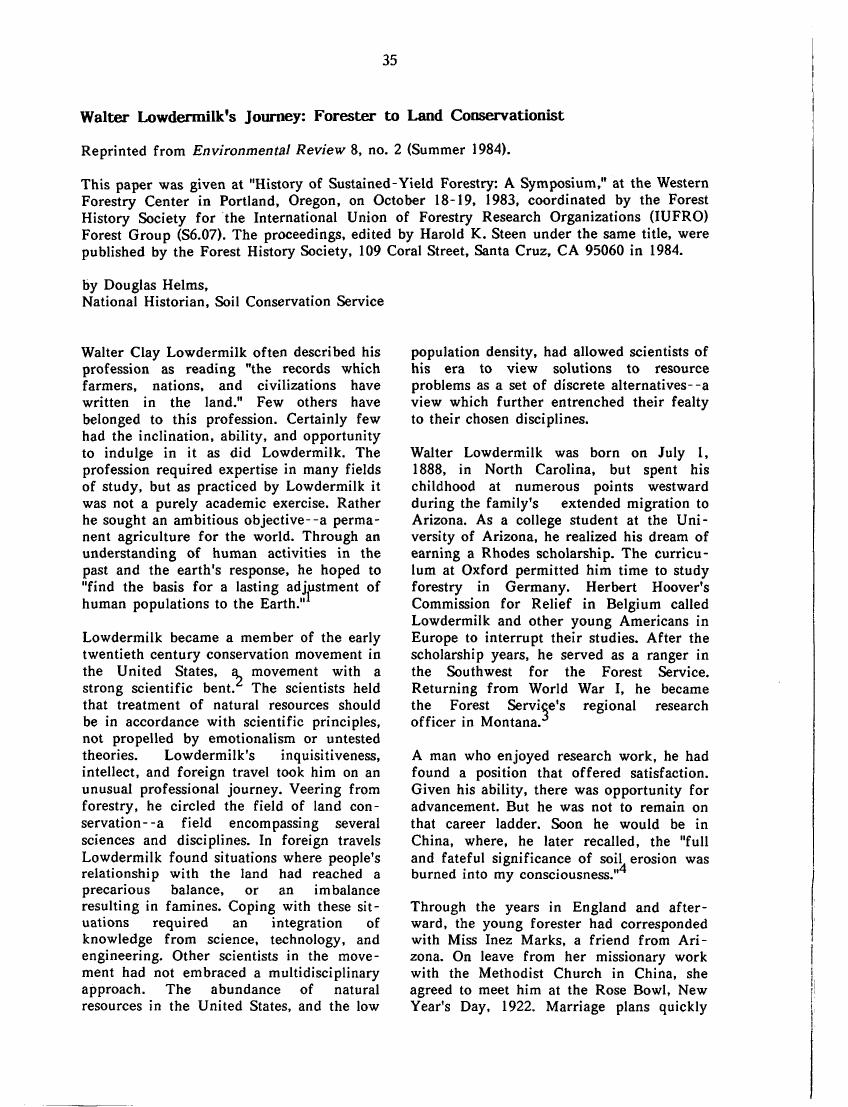 35
Walter Lowdermilk's Journey: Forester to Land Conservationist
Reprinted from Environmental Review 8, no. 2 (Summer 1984).
This paper was given at "History of Sustained-Yield Forestry: A Symposium," at the Western
Forestry Center in Portland, Oregon, on October 18-19, 1983, coordinated by the Forest
History Society for the International Union of Forestry Research Organizations (IUFRO)
Forest Group (S6.07). The proceedings, edited by Harold K. Steen under the same title, were
published by the Forest History Society, 109 Coral Street, Santa Cruz, CA 95060 in 1984.
by Douglas Helms,
National Historian, Soil Conservation Service
Walter Clay Lowdermilk often described his
profession as reading "the records which
farmers, nations, and civilizations have
written in the land." Few others have
belonged to this profession. Certainly few
had the inclination, ability, and opportunity
to indulge in it as did Lowdermilk. The
profession required expertise in many fields
of study, but as practiced by Lowdermilk it
was not a purely academic exercise. Rather
he sought an ambitious objective--a perma-
nent agriculture for the world. Through an
understanding of human activities in the
past and the earth's response, he hoped to
"find the basis for a lasting adjustment of
human populations to the Earth."1
Lowdermilk became a member of the early
twentieth century conservation movement in
the United States, a movement with a
strong scientific bent.2 The scientists held
that treatment of natural resources should
be in accordance with scientific principles,
not propelled by emotionalism or untested
theories. Lowdermilk's inquisitiveness,
intellect, and foreign travel took him on an
unusual professional journey. Veering from
forestry, he circled the field of land con-
servation--a field encompassing several
sciences and disciplines. In foreign travels
Lowdermilk found situations where people's
relationship with the land had reached a
precarious balance, or an imbalance
resulting in famines. Coping with these sit-
uations required an integration of
knowledge from science, technology, and
engineering. Other scientists in the move-
ment had not embraced a multidisciplinary
approach. The abundance of natural
resources in the United States, and the low
population density, had allowed scientists of
his era to view solutions to resource
problems as a set of discrete alternatives--a
view which further entrenched their fealty
to their chosen disciplines.
Walter Lowdermilk was born on July 1,
1888, in North Carolina, but spent his
childhood at numerous points westward
during the family's extended migration to
Arizona. As a college student at the Uni-
versity of Arizona, he realized his dream of
earning a Rhodes scholarship. The curricu-
lum at Oxford permitted him time to study
forestry in Germany. Herbert Hoover's
Commission for Relief in Belgium called
Lowdermilk and other young Americans in
Europe to interrupt their studies. After the
scholarship years, he served as a ranger in
the Southwest for the Forest Service.
Returning from World War I, he became
the Forest Service's regional research
officer in Montana.3
A man who enjoyed research work, he had
found a position that offered satisfaction.
Given his ability, there was opportunity for
advancement. But he was not to remain on
that career ladder. Soon he would be in
China, where, he later recalled, the "full
and fateful significance of soil erosion was
burned into my consciousness."4
Through the years in England and after-
ward, the young forester had corresponded
with Miss Inez Marks, a friend from Ari-
zona. On leave from her missionary work
with the Methodist Church in China, she
agreed to meet him at the Rose Bowl, New
Year's Day, 1922. Marriage plans quickly